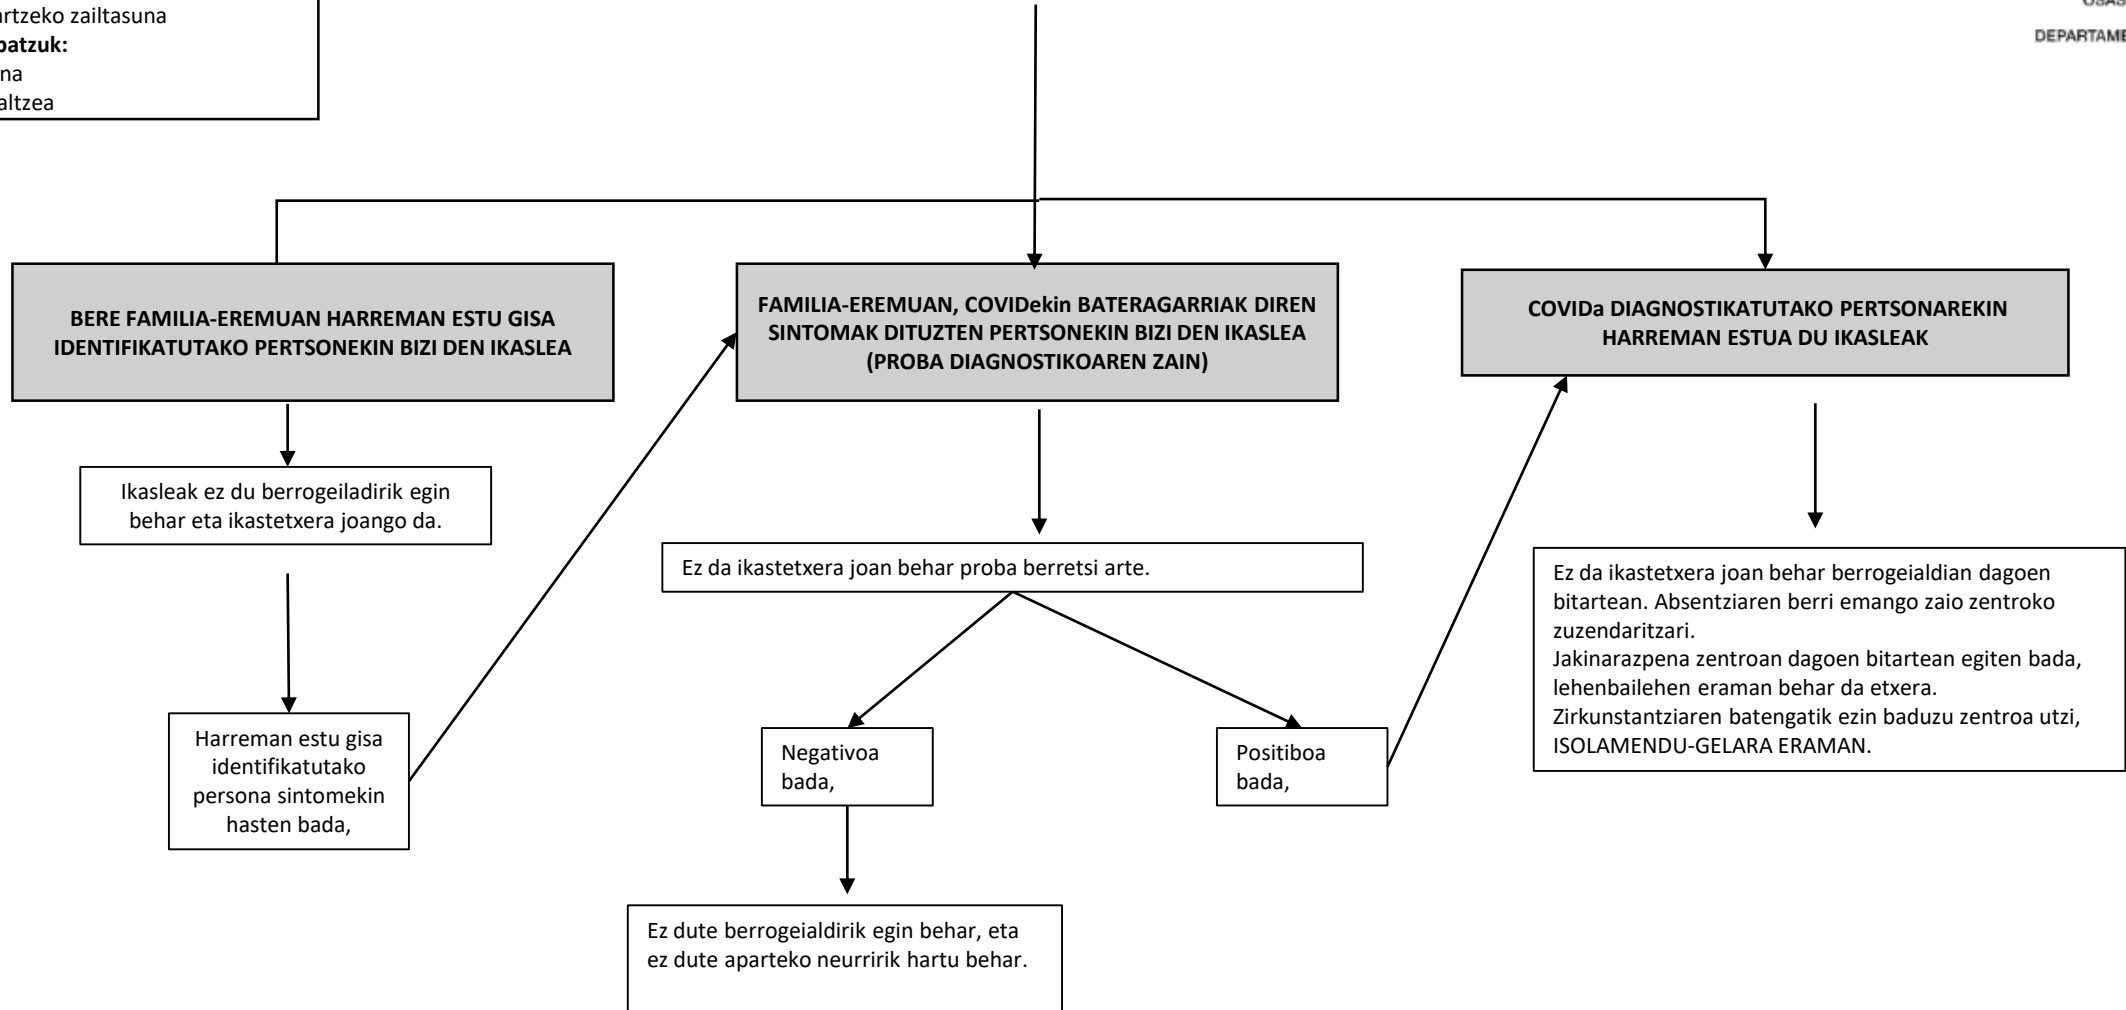 zailtasuna
DEPARTAME
BERE FAMILIA-EREMUAN HARREMAN ESTU GISA
IDENTIFIKATUTAKO PERTSONEKIN BIZI DEN IKASLEA
FAMILIA-EREMUAN, COVIDekin BATERAGARRIAK DIREN
SINTOMAK DITUZTEN PERTSONEKIN BIZI DEN IKASLEA
(PROBA DIAGNOSTIKOAREN ZAIN)
COVIDa DIAGNOSTIKATUTAKO PERTSONAREKIN
HARREMAN ESTUA DU IKASLEAK
Ikasleak ez du berrogeiladirik egin
behar eta ikastetxera joango da.
Ez da ikastetxera joan behar proba berretsi arte.
Ez da ikastetxera joan behar berrogeialdian dagoen
bitartean. Absentziaren berri emango zaio zentroko
zuzendaritzari.
Jakinarazpena zentroan dagoen bitartean egiten bada,
lehenbailehen eraman behar da etxera.
Zirkunstantziaren batengatik ezin baduzu zentroa utzi,
ISOLAMENDU-GELARA ERAMAN.
Harreman estu gisa
identifikatutako
persona sintomekin
hasten bada,
Negativoa
bada,
Positiboa
bada,
Ez dute berrogeialdirik egin behar, eta
ez dute aparteko neurririk hartu behar.